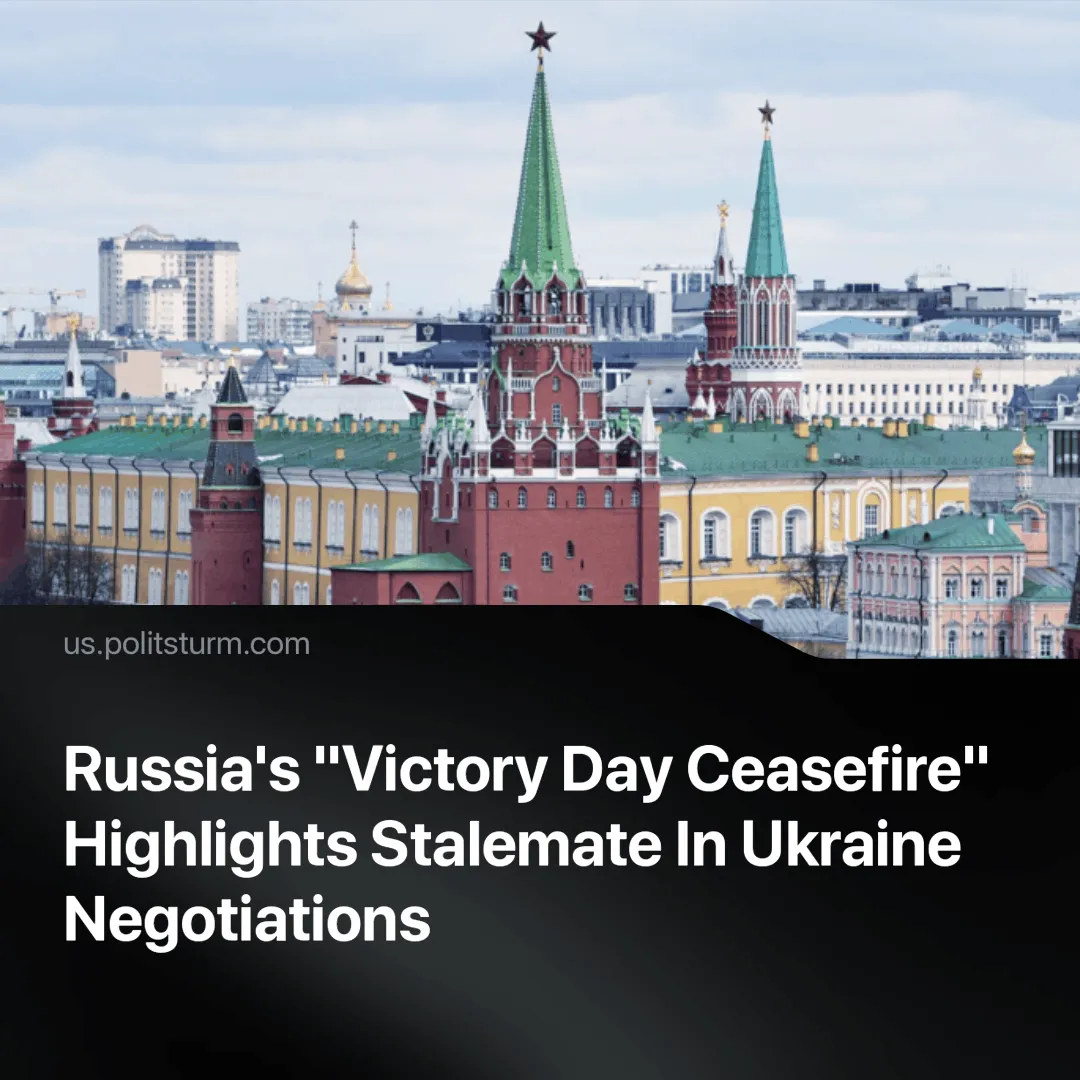 us.politsturm.com
Russia's "Victory Day Ceasefire"
Highlights Stalemate In Ukraine
Negotiations